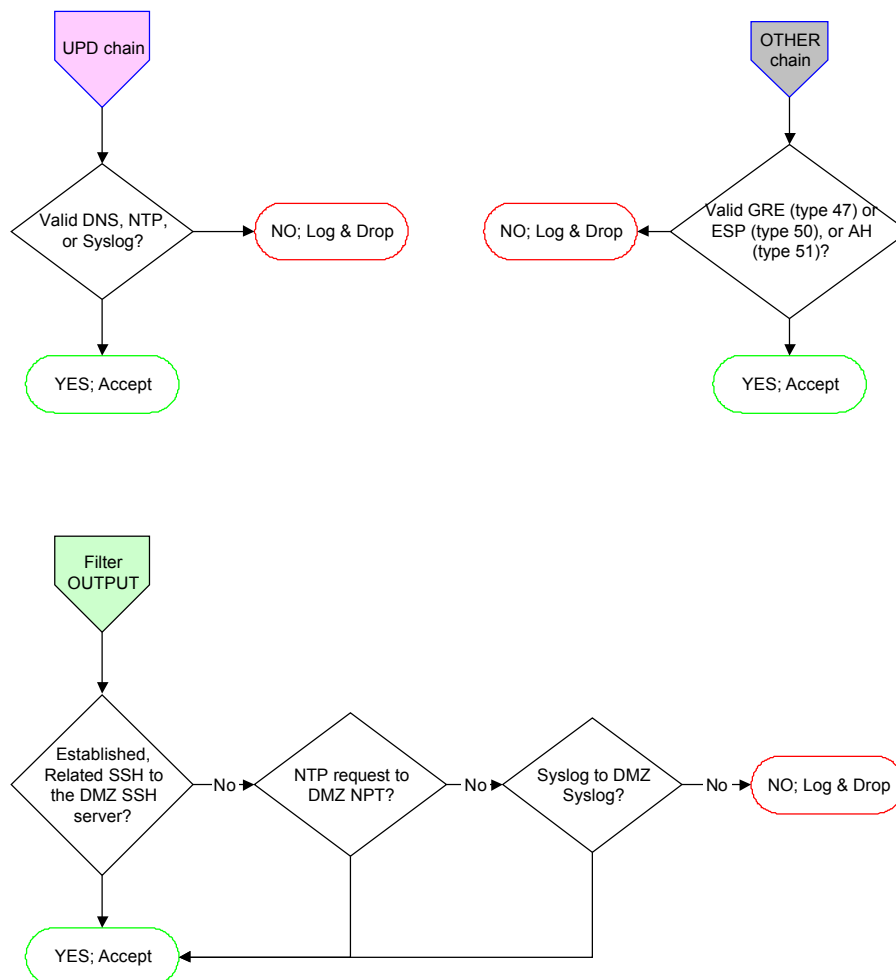 UPD chain
OTHER
chain
Valid DNS, NTP,
or Syslog?
NO; Log & Drop
NO; Log & Drop
Valid GRE (type 47) or
ESP (type 50), or AH
(type 51)?
YES; Accept
YES; Accept
Filter
OUTPUT
Established,
Related SSH to
the DMZ SSH
server?
No
NTP request to
DMZ NPT?
No
Syslog to DMZ
Syslog?
No
NO; Log & Drop
YES; Accept